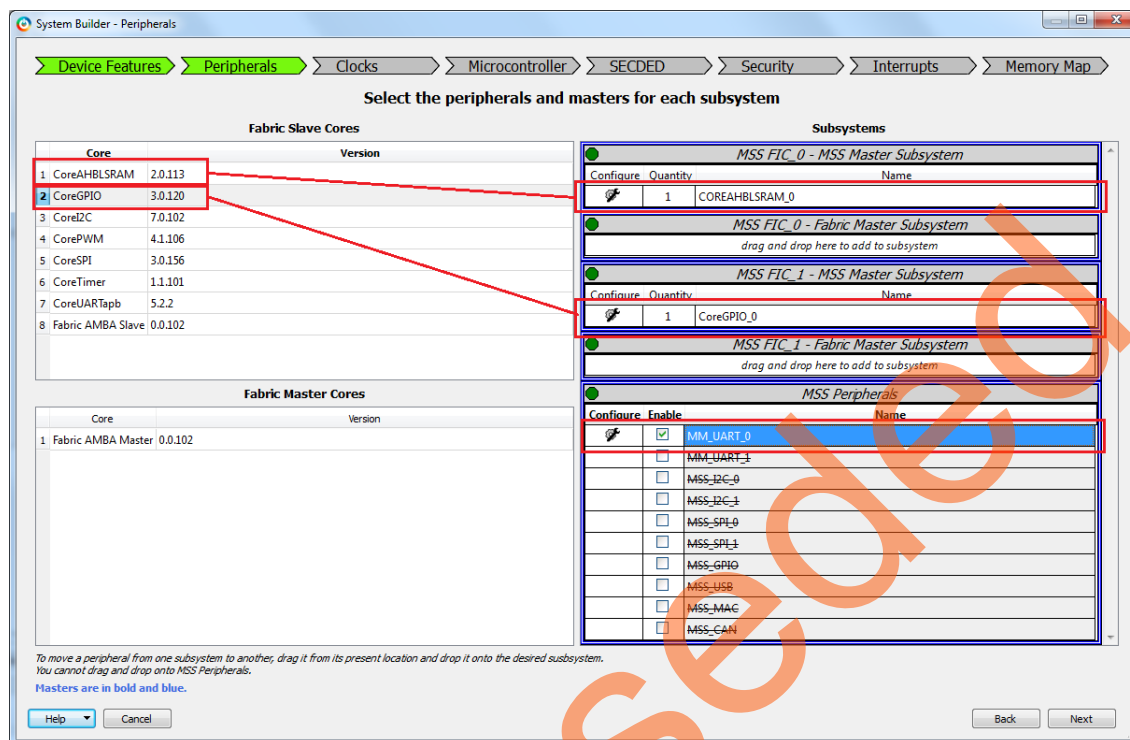 System Builder - Peripherals
Device Features Peripherals Clocks Microcontroller SECDED Security Interrupts Memory Map
Select the peripherals and masters for each subsystem
Fabric Slave Cores
Core Version
1 CoreAHBLSRAM 2.0.113
2 CoreGPIO 3.0.120
3 CoreI2C 7.0.102
4 CorePWM 4.1.106
5 CoreSPI 3.0.156
6 CoreTimer 1.1.101
7 CoreUARTapb 5.2.2
8 Fabric AMBA Slave 0.0.102
Fabric Master Cores
Core Version
1 Fabric AMBA Master 0.0.102
Subsystems
MSS FIC_0 - MSS Master Subsystem
Configure Quantity Name
1 COREAHBLSRAM_0
MSS FIC_0 - Fabric Master Subsystem
drag and drop here to add to subsystem
MSS FIC_1 - MSS Master Subsystem
Configure Quantity Name
1 CoreGPIO_0
MSS FIC_1 - Fabric Master Subsystem
drag and drop here to add to subsystem
MSS Peripherals
Configure Enable Name
MM_UART_0
MM_UART_1
MSS_I2C_0
MSS_I2C_1
MSS_SPI_0
MSS_SPI_1
MSS_GPIO
MSS_USB
MSS_MAC
MSS_CAN
To move a peripheral from one subsystem to another, drag it from its present location and drop it onto the desired susbsystem.
You cannot drag and drop onto MSS Peripherals.
Masters are in bold and blue.
Help Cancel Back Next
seded